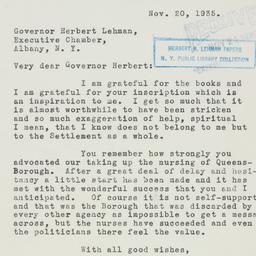 Nov. 20, 1935.
Governor Herbert Lehman,
Executive Chamber,
Albany, N. Y.
HERBERT H. LEHMAN PAPERS
N. Y. PUBLIC LIBRARY COLLECTION
Very dear Governor Herbert:
I am grateful for the books and
I am grateful for your inscription which is
an inspiration to me. I get so much that it
is almost worthwhile to have been stricken
and so much exaggeration of help, spiritual
I mean, that I know does not belong to me but
to the Settlement as a whole.
You remember how strongly you
advocated our taking up the nursing of Queens-
Borough. After a great deal of delay and hesi-
tancy a little start has been made and it has
met with the wonderful success that you and I
anticipated. Of course it is not self-support
and that was the Borough that was discarded by
every other agency as impossible to get a messa
across, but the nurses have succeeded and even
the politicians there feel the value.
With all good wishes,